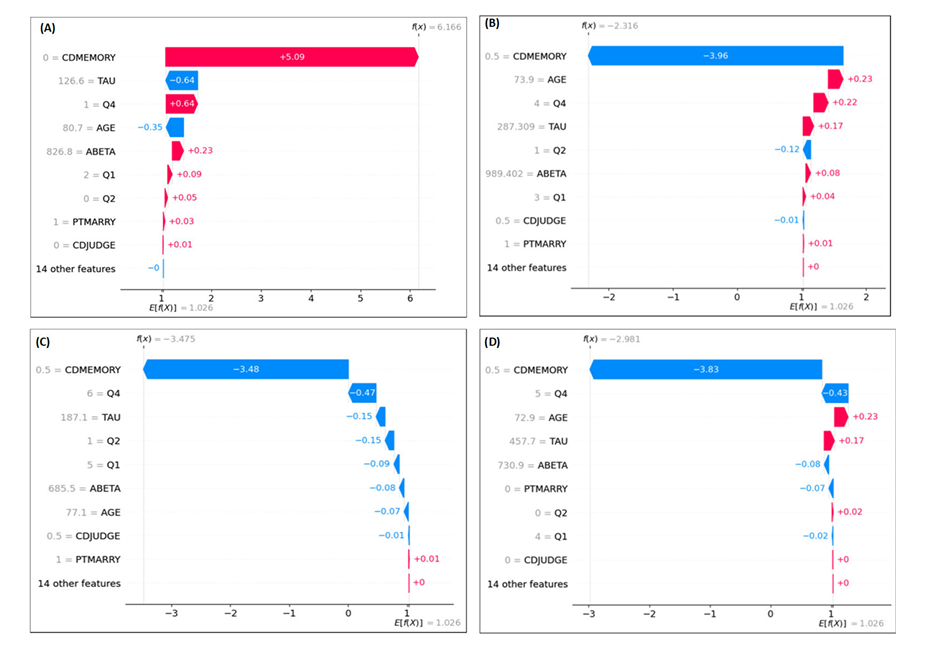 (A)
f(x) = 6.166
0 = CDMEMORY +5.09
126.6 = TAU −0.64
1 = Q4 +0.64
80.7 = AGE −0.35
826.8 = ABETA +0.23
2 = Q1 +0.09
0 = Q2 +0.05
1 = PTMARRY +0.03
0 = CDJUDGE +0.01
14 other features −0
1 2 3 4 5 6
E[f(X)] = 1.026
(B)
f(x) = −2.316
0.5 = CDMEMORY −3.96
73.9 = AGE +0.23
4 = Q4 +0.22
287.309 = TAU +0.17
1 = Q2 −0.12
989.402 = ABETA +0.08
3 = Q1 +0.04
0.5 = CDJUDGE −0.01
1 = PTMARRY +0.01
14 other features +0
−2 −1 0 1 2
E[f(X)] = 1.026
(C)
f(x) = −3.475
0.5 = CDMEMORY −3.48
6 = Q4 −0.47
187.1 = TAU −0.15
1 = Q2 −0.15
5 = Q1 −0.09
685.5 = ABETA −0.08
77.1 = AGE −0.07
0.5 = CDJUDGE −0.01
1 = PTMARRY +0.01
14 other features +0
−3 −2 −1 0 1
E[f(X)] = 1.026
(D)
f(x) = −2.981
0.5 = CDMEMORY −3.83
5 = Q4 −0.43
72.9 = AGE +0.23
457.7 = TAU +0.17
730.9 = ABETA −0.08
0 = PTMARRY −0.07
0 = Q2 +0.02
4 = Q1 −0.02
0 = CDJUDGE +0
14 other features +0
−3 −2 −1 0 1
E[f(X)] = 1.026